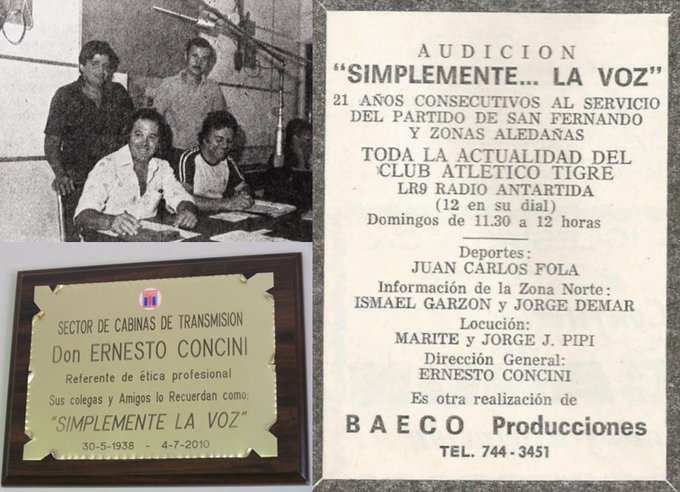 SECTOR DE CABINAS DE TRANSMISION
Don ERNESTO CONCINI
Referente de ética profesional
Sus colegas y Amigos lo Recuerdan como:
"SIMPLEMENTE LA VOZ"
30-5-1938 - 4-7-2010
AUDICION
"SIMPLEMENTE... LA VOZ"
21 AÑOS CONSECUTIVOS AL SERVICIO
DEL PARTIDO DE SAN FERNANDO
Y ZONAS ALEDAÑAS
TODA LA ACTUALIDAD DEL
CLUB ATLETICO TIGRE
LR9 RADIO ANTARTIDA
(12 en su dial)
Domingos de 11.30 a 12 horas
Deportes:
JUAN CARLOS FOLA
Información de la Zona Norte:
ISMAEL GARZON y JORGE DEMAR
Locución:
MARITE y JORGE J. PIPI
Dirección General:
ERNESTO CONCINI
Es otra realización de
BAECO Producciones
TEL. 744-3451